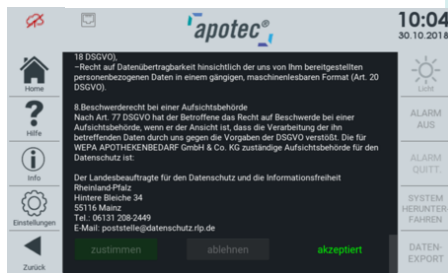 apotec®
10:04
30.10.2018
Home
Hilfe
Info
Einstellungen
Zurück
18 DSGVO),
–Recht auf Datenübertragbarkeit hinsichtlich der uns von Ihm bereitgestellten
personenbezogenen Daten in einem gängigen, maschinenlesbaren Format (Art. 20
DSGVO).
8.Beschwerderecht bei einer Aufsichtsbehörde
Nach Art. 77 DSGVO hat der Betroffene das Recht auf Beschwerde bei einer
Aufsichtsbehörde, wenn er der Ansicht ist, dass die Verarbeitung der ihn
betreffenden Daten durch uns gegen die Vorgaben der DSGVO verstößt. Die für
WEPA APOTHEKENBEDARF GmbH & Co. KG zuständige Aufsichtsbehörde für den
Datenschutz ist:
Der Landesbeauftragte für den Datenschutz und die Informationsfreiheit
Rheinland-Pfalz
Hintere Bleiche 34
55116 Mainz
Tel.: 06131 208-2449
E-Mail: poststelle@datenschutz.rlp.de
zustimmen
ablehnen
akzeptiert
Licht
ALARM
AUS
ALARM
QUITT.
SYSTEM
HERUNTER-
FAHREN
DATEN-
EXPORT